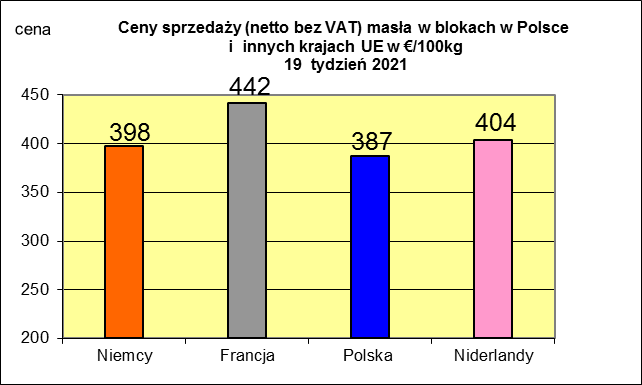 cena
Ceny sprzedaży (netto bez VAT) masła w blokach w Polsce
i  innych krajach UE w €/100kg
19  tydzień 2021
450
400
350
300
250
200
398
442
387
404
Niemcy
Francja
Polska
Niderlandy